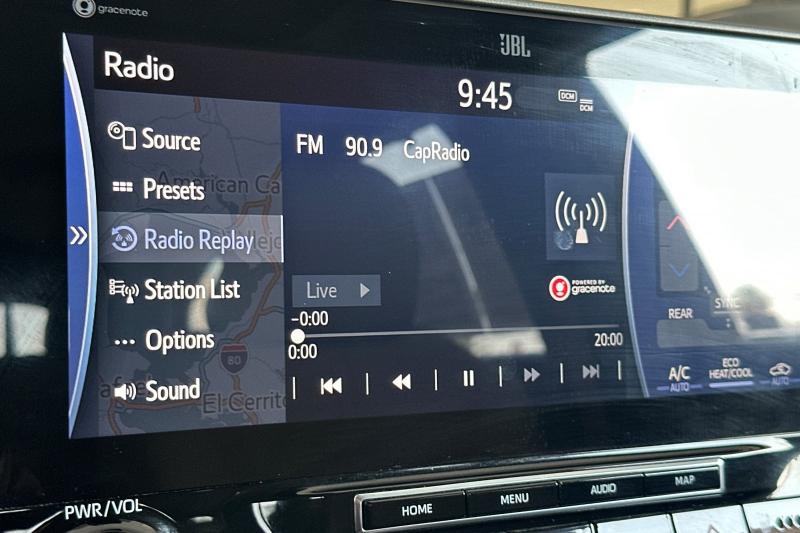 gracenote
JBL
Radio
9:45
DCM
DCM
Source
Presets
Radio Replay
Station List
Options
Sound
American Ca
llejo
80
El Cerrito
FM 90.9 CapRadio
POWERED BY
gracenote
Live
-0:00
0:00
20:00
REAR
SYNC
A/C
AUTO
ECO
HEAT/COOL
AUTO
PWR/VOL
HOME
MENU
AUDIO
MAP